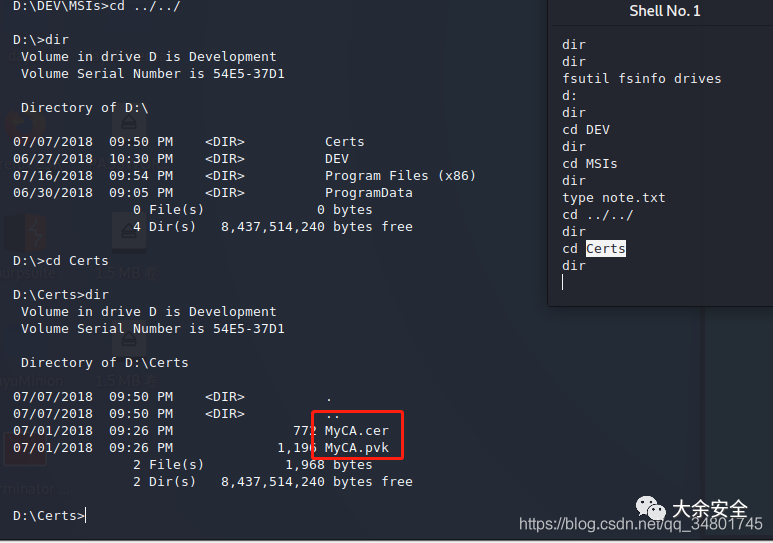 D:\DEV\MSIs>cd ../../
D:\>dir
Volume in drive D is Development
Volume Serial Number is 54E5-37D1
Directory of D:\
07/07/2018  09:50 PM    <DIR>          Certs
06/27/2018  10:30 PM    <DIR>          DEV
07/16/2018  09:54 PM    <DIR>          Program Files (x86)
06/30/2018  09:05 PM    <DIR>          ProgramData
0 File(s)              0 bytes
4 Dir(s)   8,437,514,240 bytes free
D:\>cd Certs
D:\Certs>dir
Volume in drive D is Development
Volume Serial Number is 54E5-37D1
Directory of D:\Certs
07/07/2018  09:50 PM    <DIR>          .
07/07/2018  09:50 PM    <DIR>          ..
07/01/2018  09:26 PM               772 MyCA.cer
07/01/2018  09:26 PM             1,196 MyCA.pvk
2 File(s)          1,968 bytes
2 Dir(s)   8,437,514,240 bytes free
D:\Certs>
Shell No. 1
dir
dir
fsutil fsinfo drives
d:
dir
cd DEV
dir
cd MSIs
dir
type note.txt
cd ../../
dir
cd Certs
dir
大余安全
https://blog.csdn.net/qq_34801745